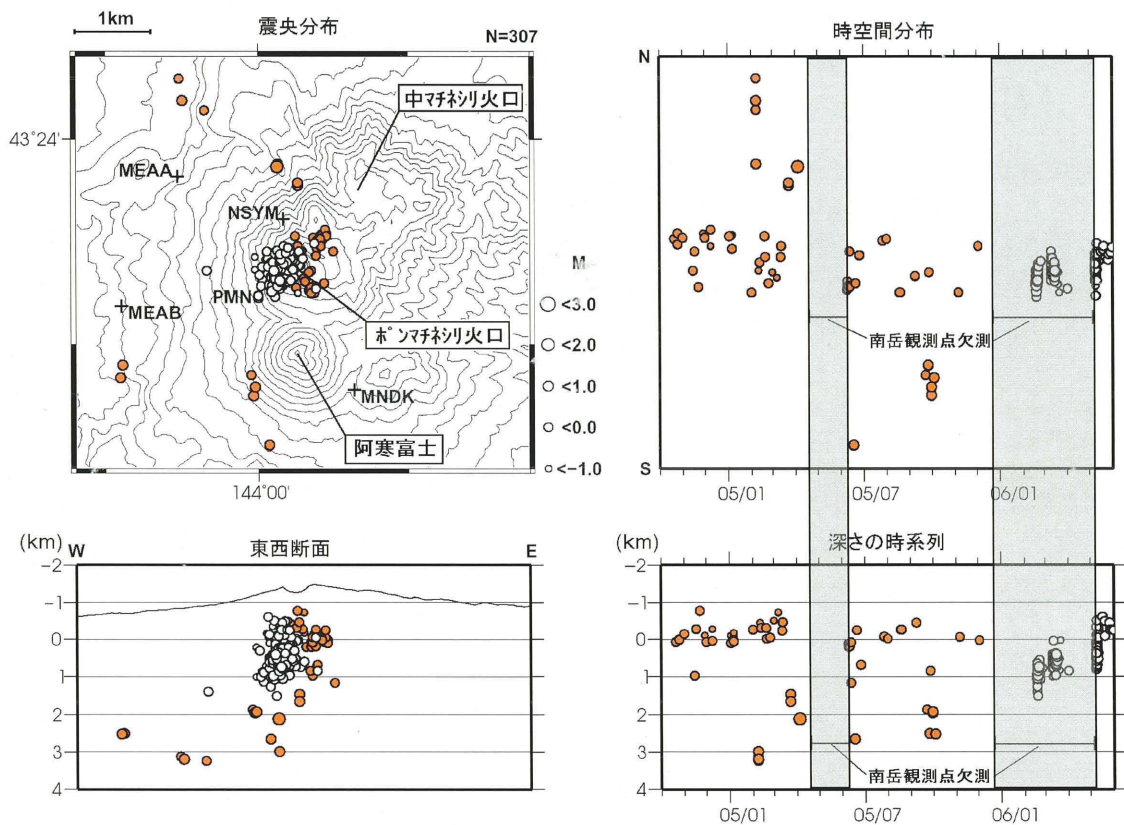 1km
震央分布
N=307
中マチネシリ火口
43°24'
MEAA
NSYM
PMNO
MEAB
ポンマチネシリ火口
MNDK
阿寒富士
144°00'
M
<3.0
<2.0
<1.0
<0.0
<-1.0
時空間分布
N
南岳観測点欠測
S
05/01 05/07 06/01
(km) W 東西断面 E
-2
-1
0
1
2
3
4
(km) 深さの時系列
-2
-1
0
1
2
3
4
南岳観測点欠測
05/01 05/07 06/01